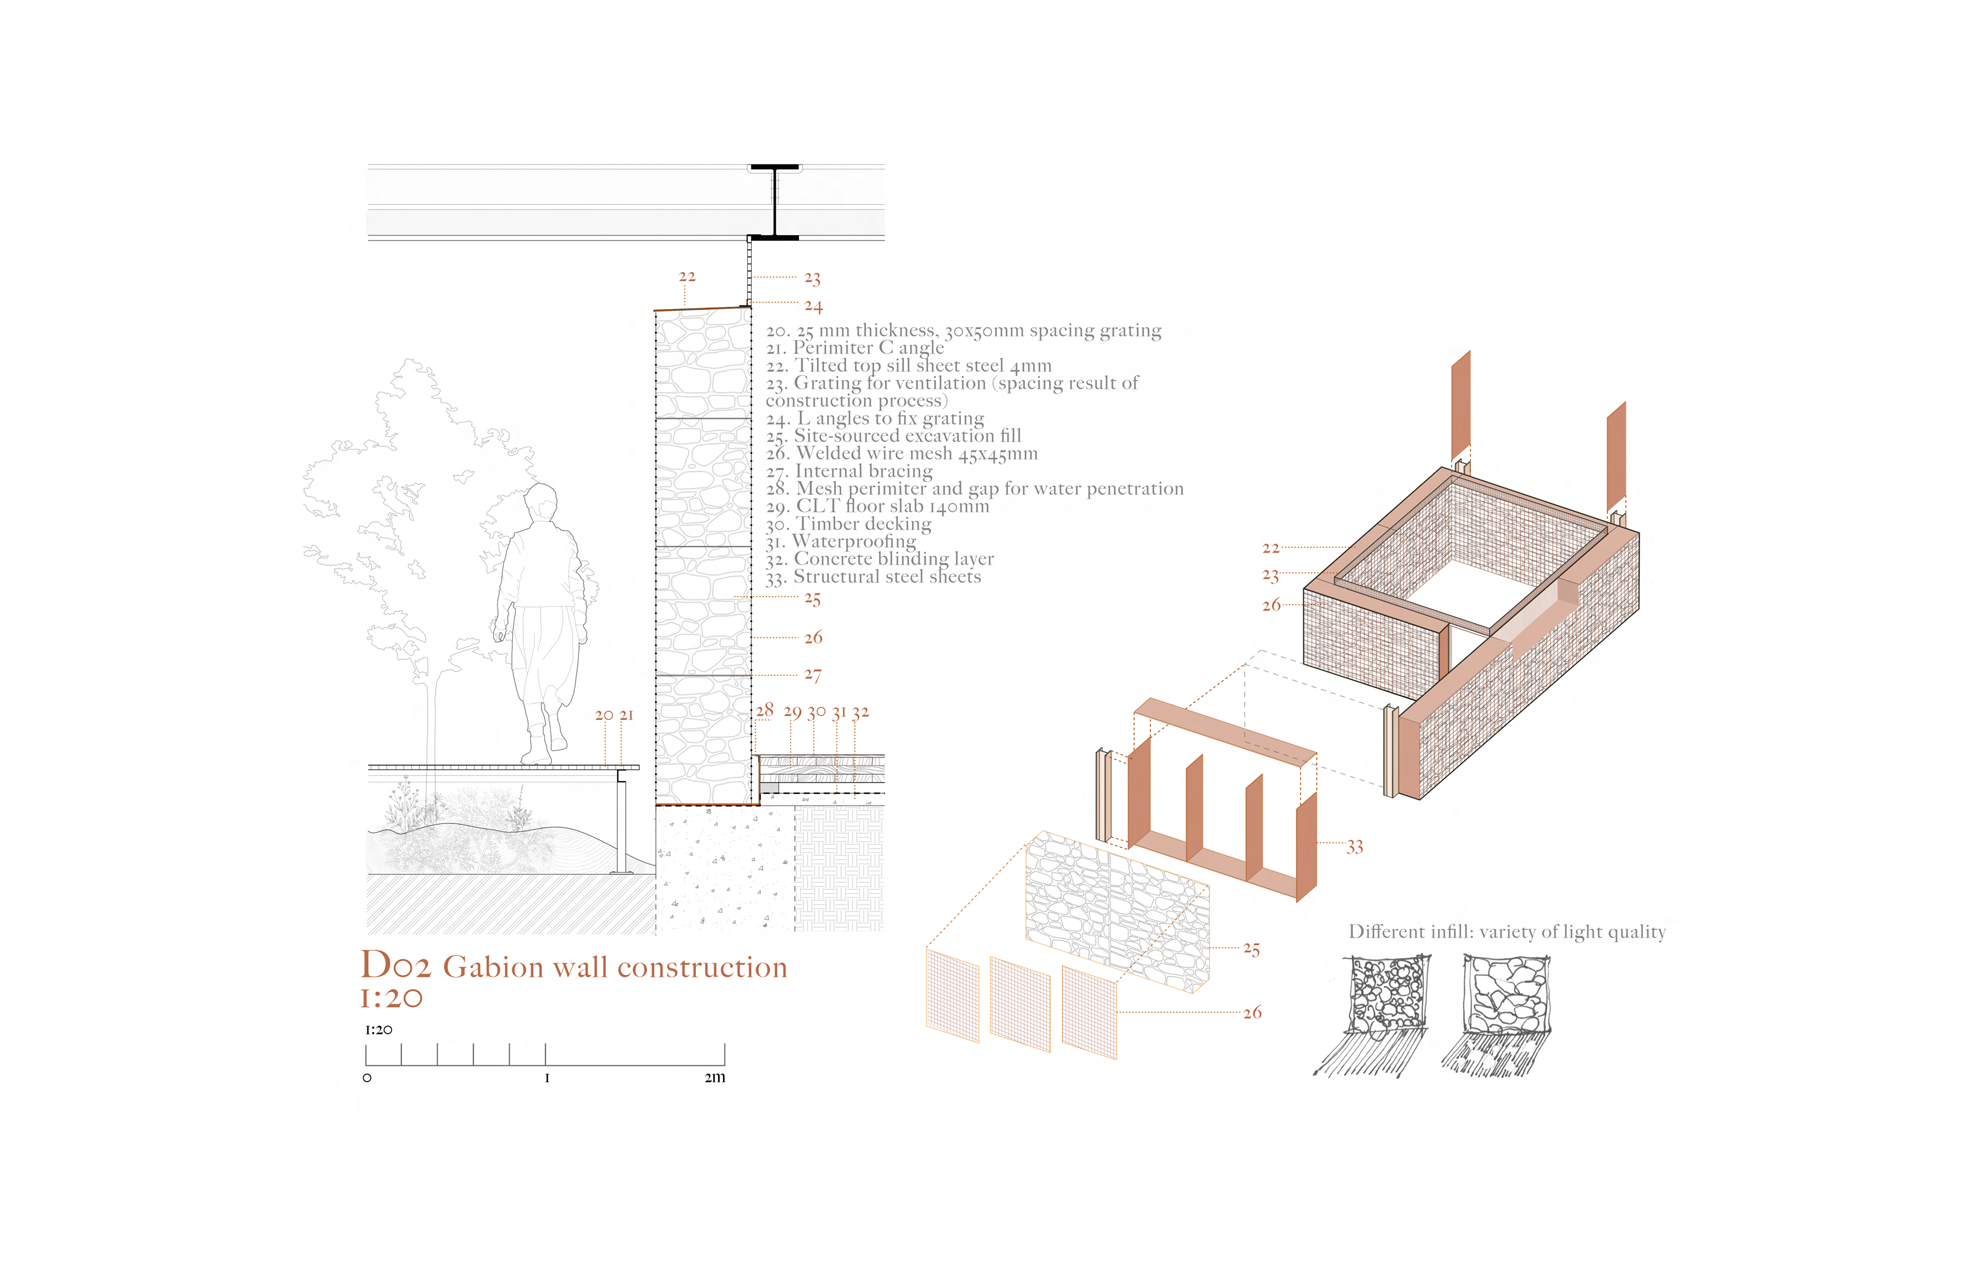 22
23
24
20. 25 mm thickness, 30x50mm spacing grating
21. Perimiter C angle
22. Tilted top sill sheet steel 4mm
23. Grating for ventilation (spacing result of
construction process)
24. L angles to fix grating
25. Site-sourced excavation fill
26. Welded wire mesh 45x45mm
27. Internal bracing
28. Mesh perimiter and gap for water penetration
29. CLT floor slab 140mm
30. Timber decking
31. Waterproofing
32. Concrete blinding layer
33. Structural steel sheets
25
26
27
20 21
28 29 30 31 32
22
23
26
33
25
26
Different infill: variety of light quality
D02 Gabion wall construction
1:20
1:20
0 1 2m